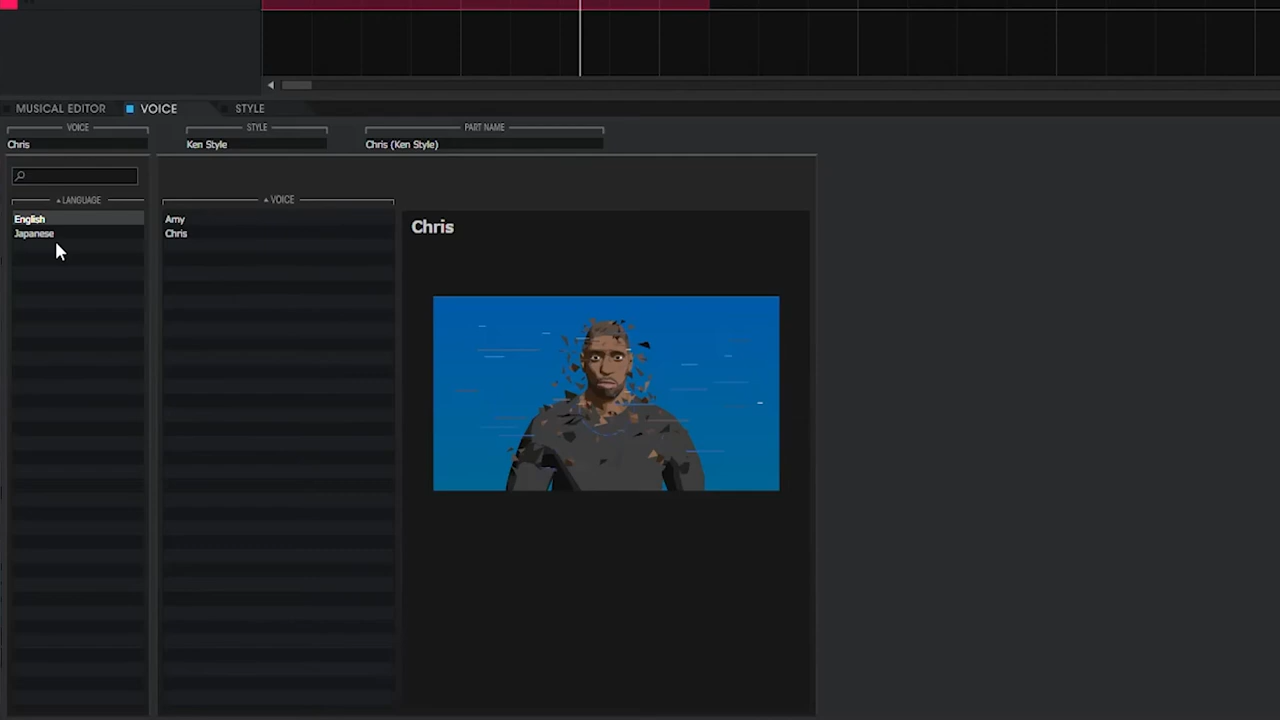 MUSICAL EDITOR VOICE STYLE
VOICE STYLE PART NAME
Chris Ken Style Chris (Ken Style)
LANGUAGE VOICE
English Amy
Japanese Chris
Chris